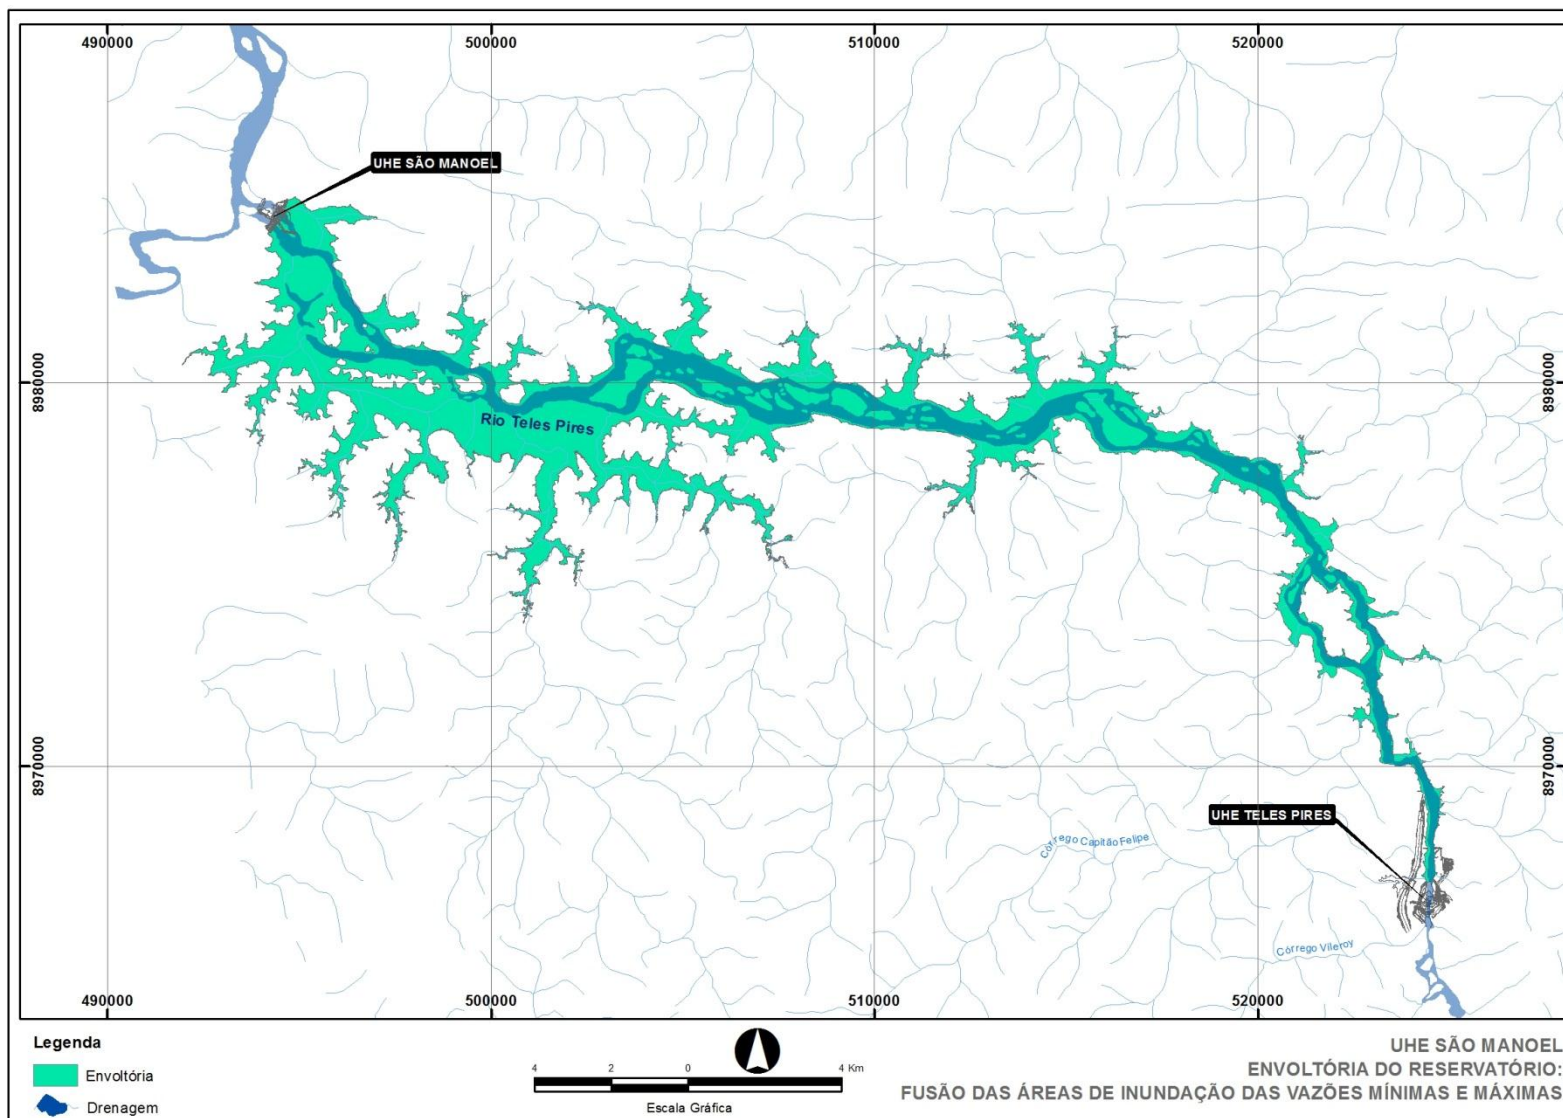 490000
500000
510000
520000
UHE SÃO MANOEL
8980000
8980000
Rio Teles Pires
8970000
8970000
UHE TELES PIRES
Córrego Capitão Felipe
Córrego Vileroy
490000
500000
510000
520000
Legenda
Envoltória
Drenagem
4 2 0 4 Km
Escala Gráfica
UHE SÃO MANOEL
ENVOLTÓRIA DO RESERVATÓRIO:
FUSÃO DAS ÁREAS DE INUNDAÇÃO DAS VAZÕES MÍNIMAS E MÁXIMAS